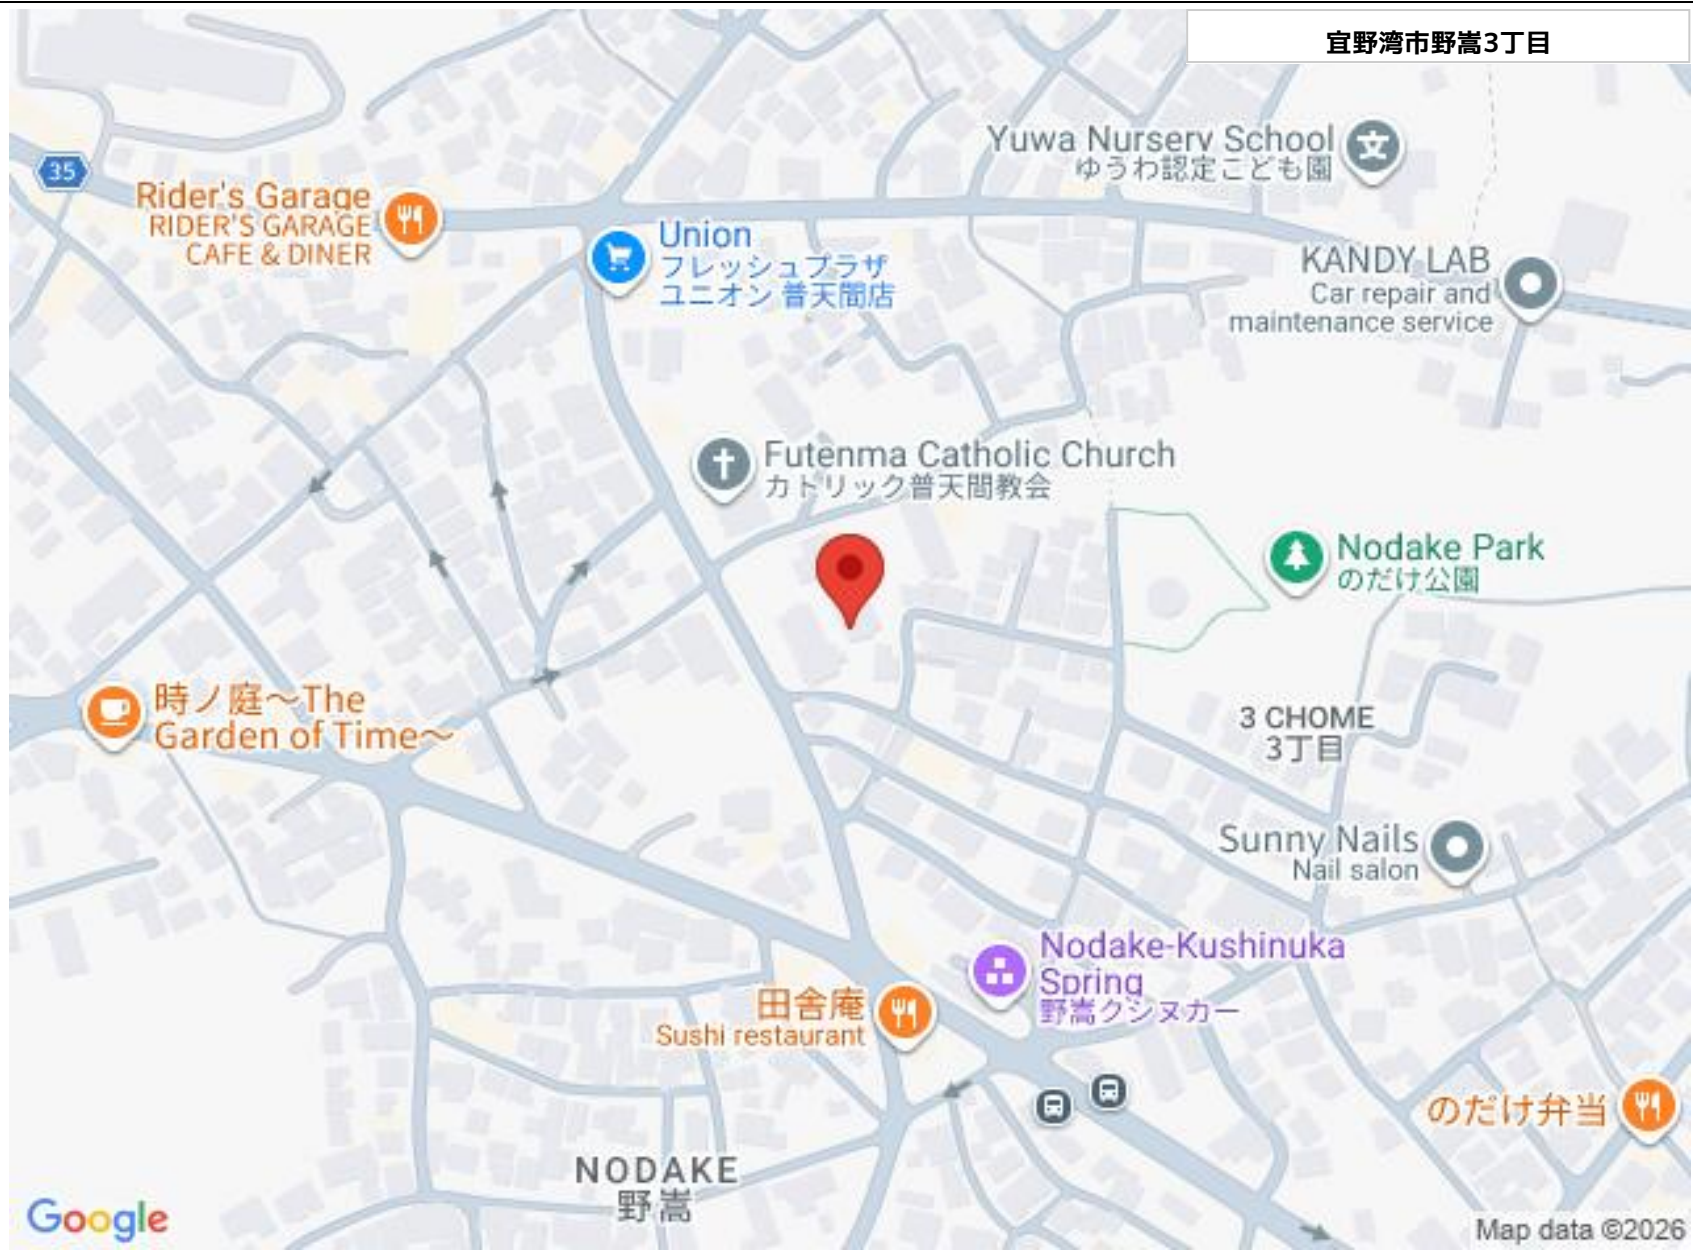 宜野湾市野嵩3丁目
Yuwa Nursery School
ゆうわ認定こども園
35
Rider's Garage
RIDER'S GARAGE
CAFE & DINER
Union
フレッシュプラザ
ユニオン 普天間店
KANDY LAB
Car repair and
maintenance service
Futenma Catholic Church
カトリック普天間教会
Nodake Park
のだけ公園
時ノ庭〜The
Garden of Time〜
3 CHOME
3丁目
Sunny Nails
Nail salon
Nodake-Kushinuka
Spring
野嵩クシヌカー
田舎庵
Sushi restaurant
のだけ弁当
NODAKE
野嵩
Google
Map data ©2026